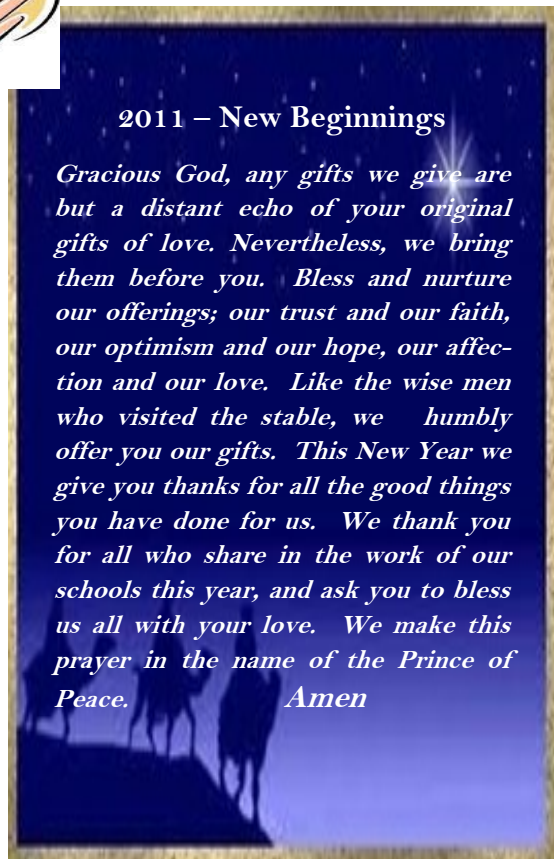 2011 – New Beginnings
Gracious God, any gifts we give are
but a distant echo of your original
gifts of love. Nevertheless, we bring
them before you. Bless and nurture
our offerings; our trust and our faith,
our optimism and our hope, our affec-
tion and our love. Like the wise men
who visited the stable, we humbly
offer you our gifts. This New Year we
give you thanks for all the good things
you have done for us. We thank you
for all who share in the work of our
schools this year, and ask you to bless
us all with your love. We make this
prayer in the name of the Prince of
Peace. Amen